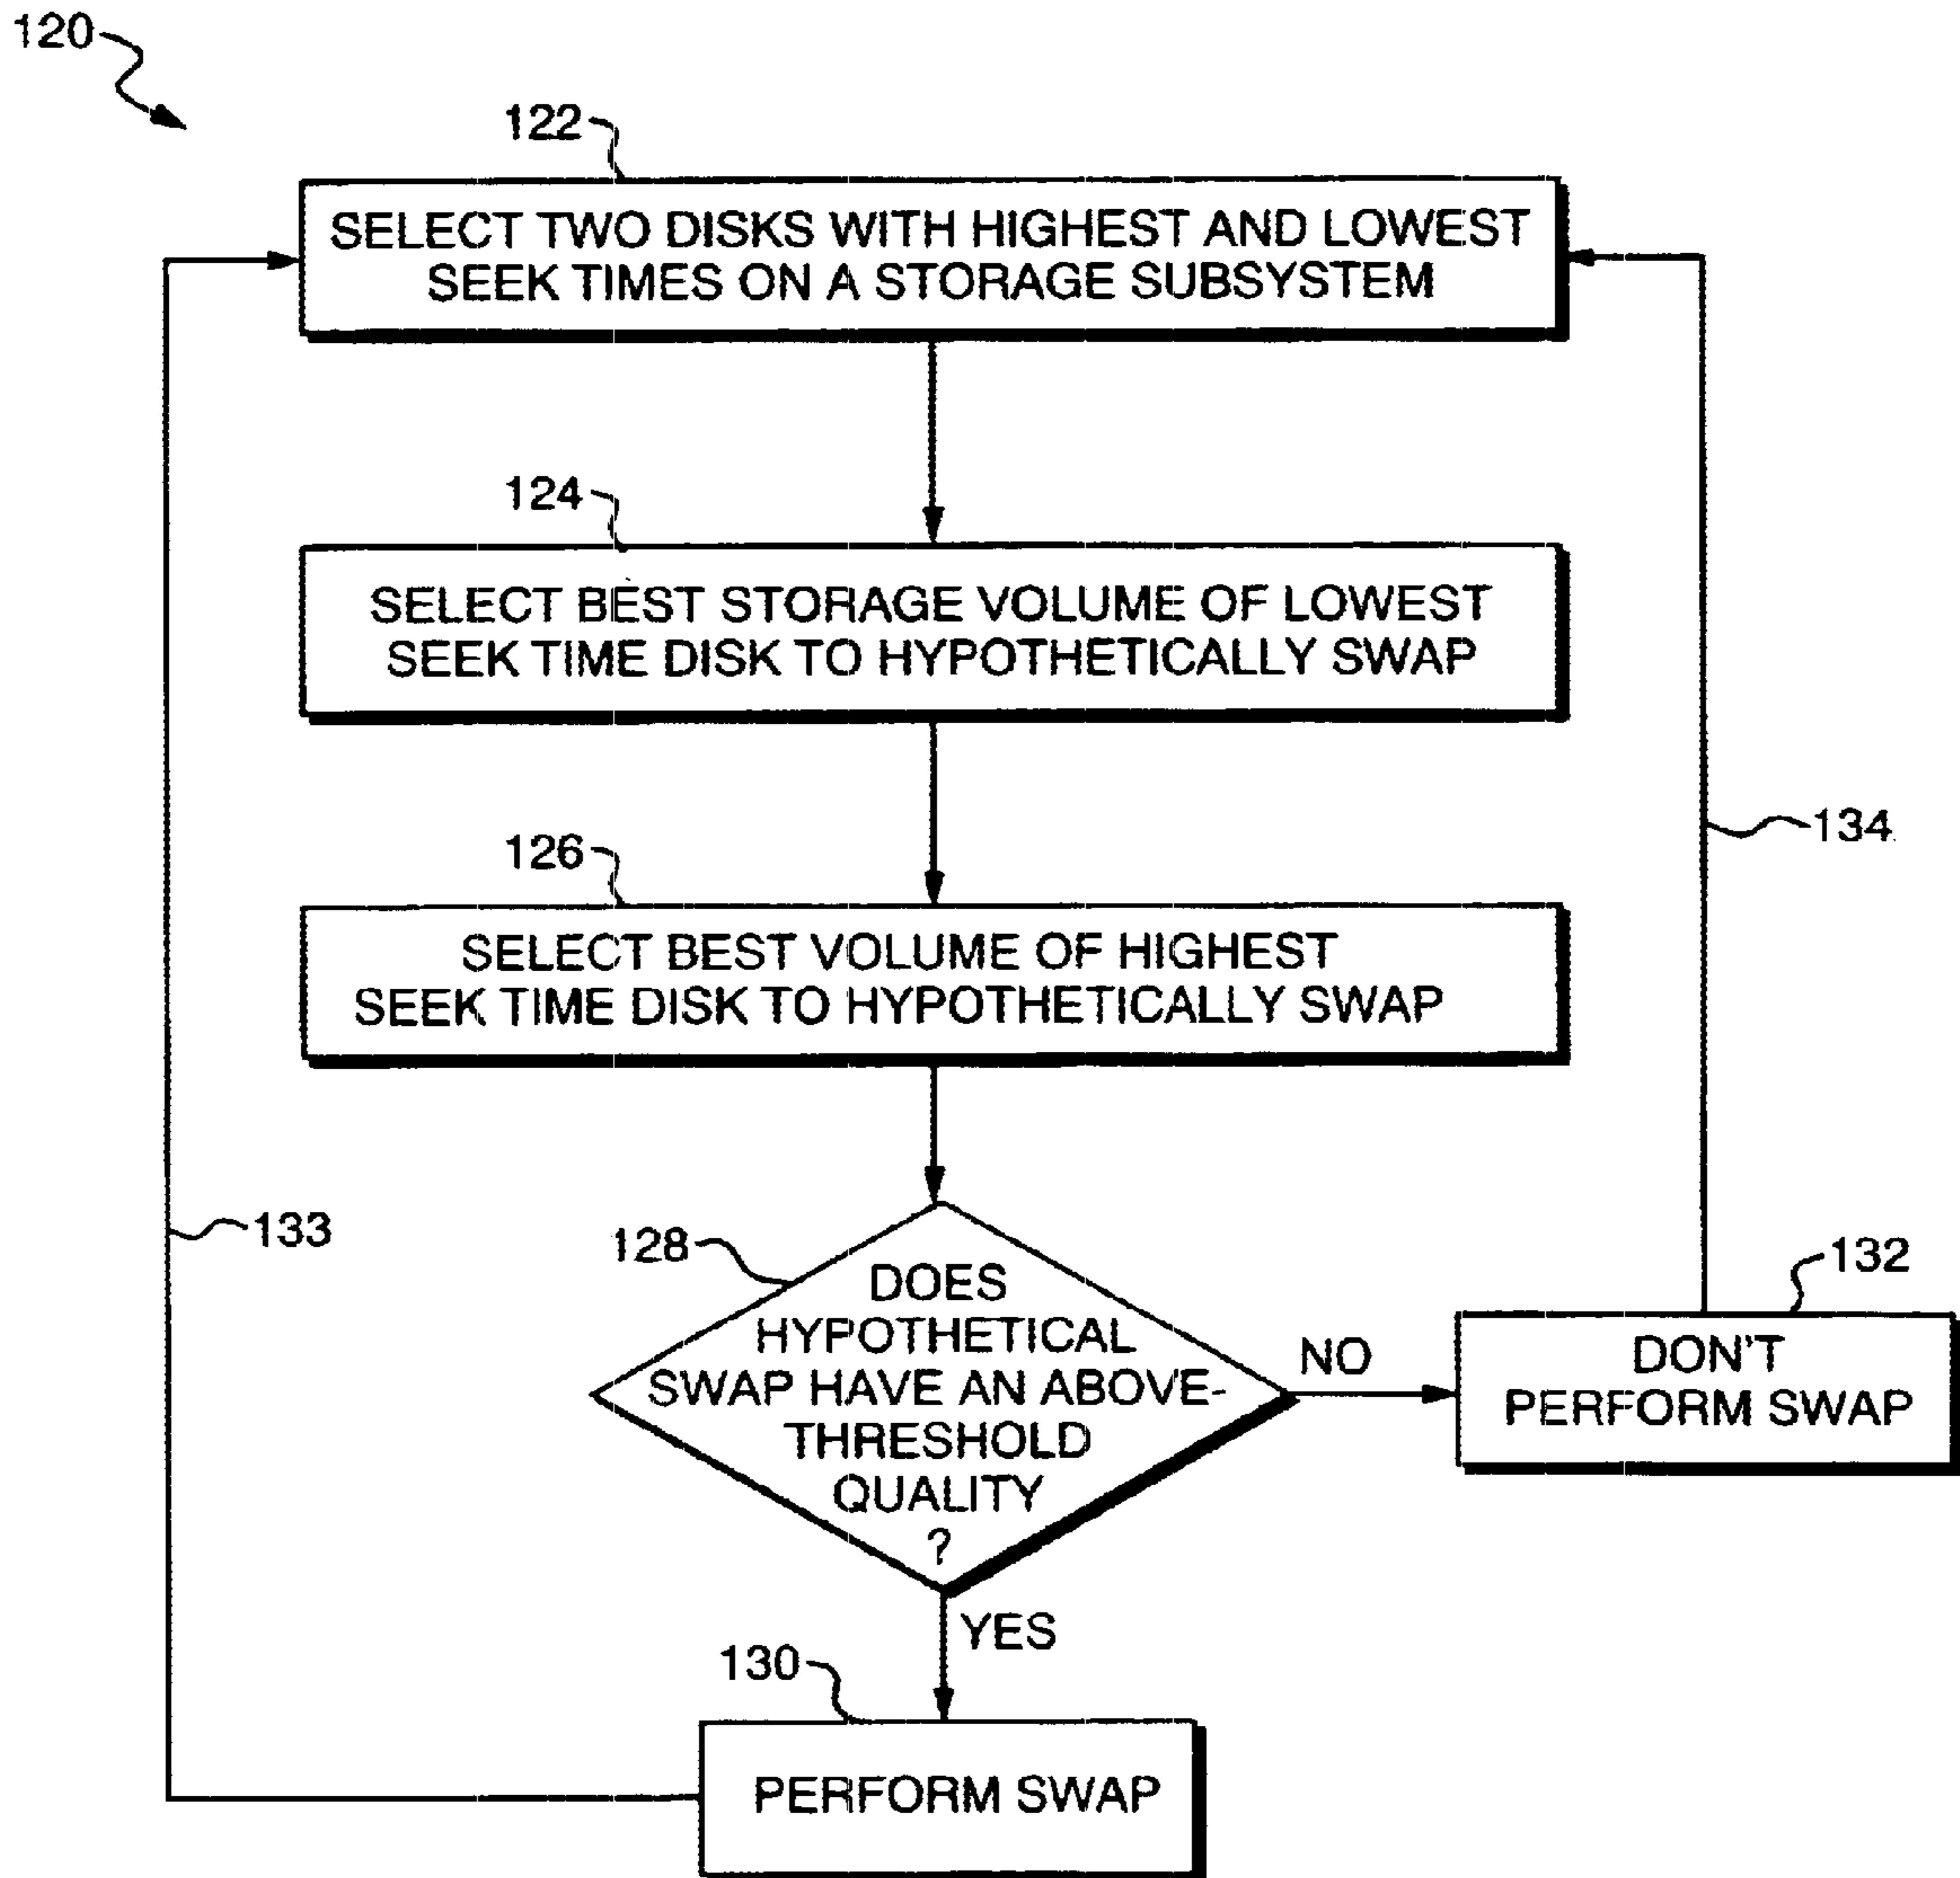 120
122
SELECT TWO DISKS WITH HIGHEST AND LOWEST
SEEK TIMES ON A STORAGE SUBSYSTEM
124
SELECT BEST STORAGE VOLUME OF LOWEST
SEEK TIME DISK TO HYPOTHETICALLY SWAP
134
126
SELECT BEST VOLUME OF HIGHEST
SEEK TIME DISK TO HYPOTHETICALLY SWAP
133
128
DOES
HYPOTHETICAL
SWAP HAVE AN ABOVE-
THRESHOLD
QUALITY
?
NO
132
DON'T
PERFORM SWAP
YES
130
PERFORM SWAP